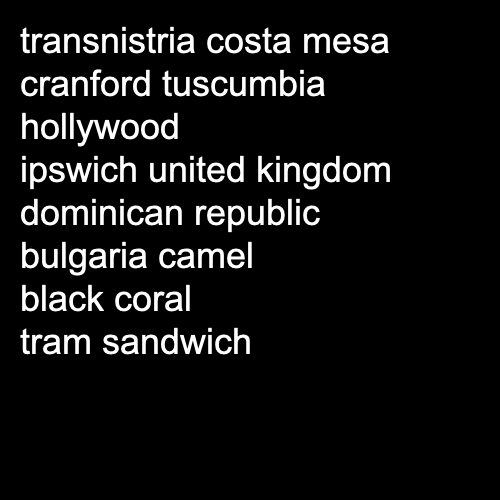 transnistria costa mesa
cranford tuscumbia
hollywood
ipswich united kingdom
dominican republic
bulgaria camel
black coral
tram sandwich